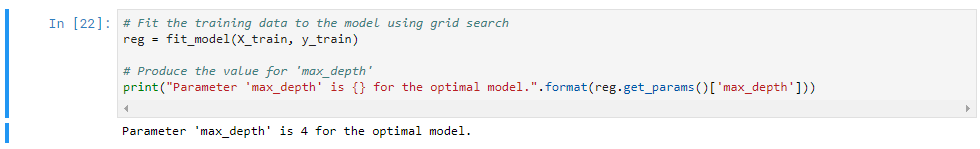 In [22]: # Fit the training data to the model using grid search
reg = fit_model(X_train, y_train)
# Produce the value for 'max_depth'
print("Parameter 'max_depth' is {} for the optimal model.".format(reg.get_params()['max_depth']))
Parameter 'max_depth' is 4 for the optimal model.